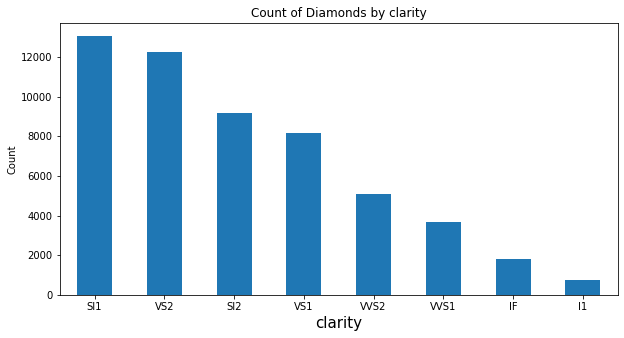 Count of Diamonds by clarity
Count
12000
10000
8000
6000
4000
2000
0
SI1 VS2 SI2 VS1 VVS2 VVS1 IF I1
clarity